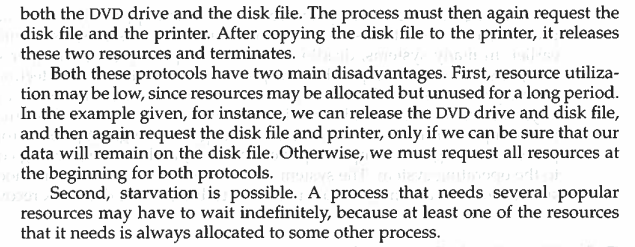 both the DVD drive and the disk file. The process must then again request the
disk file and the printer. After copying the disk file to the printer, it releases
these two resources and terminates.
Both these protocols have two main disadvantages. First, resource utiliza-
tion may be low, since resources may be allocated but unused for a long period.
In the example given, for instance, we can release the DVD drive and disk file,
and then again request the disk file and printer, only if we can be sure that our
data will remain on the disk file. Otherwise, we must request all resources at
the beginning for both protocols.
Second, starvation is possible. A process that needs several popular
resources may have to wait indefinitely, because at least one of the resources
that it needs is always allocated to some other process.